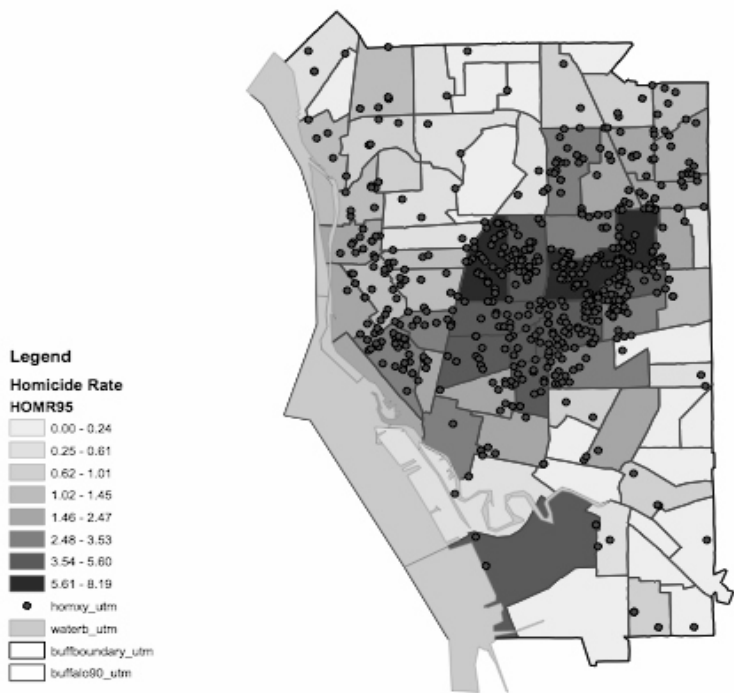 Legend
Homicide Rate
HOMR95
0.00 - 0.24
0.25 - 0.61
0.62 - 1.01
1.02 - 1.45
1.46 - 2.47
2.48 - 3.53
3.54 - 5.60
5.61 - 8.19
homxy_utm
waterb_utm
buffboundary_utm
buffalo90_utm